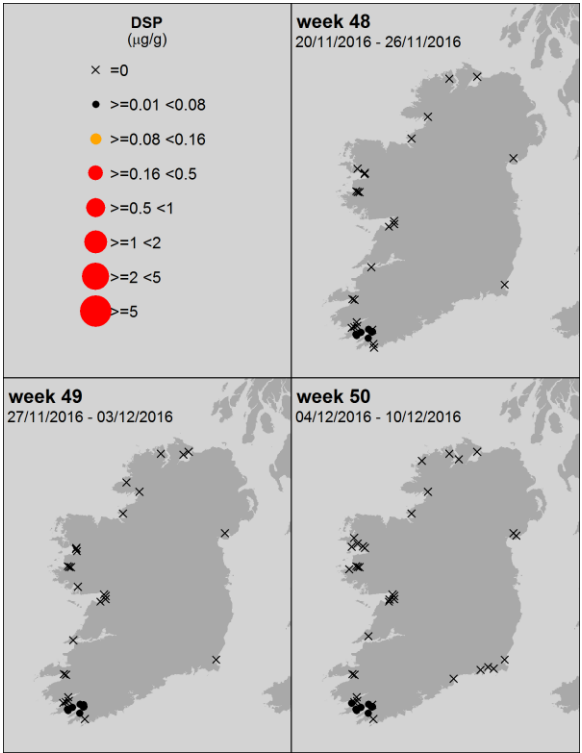 DSP
(µg/g)
=0
>=0.01 <0.08
>=0.08 <0.16
>=0.16 <0.5
>=0.5 <1
>=1 <2
>=2 <5
>=5
week 48
20/11/2016 - 26/11/2016
week 49
27/11/2016 - 03/12/2016
week 50
04/12/2016 - 10/12/2016